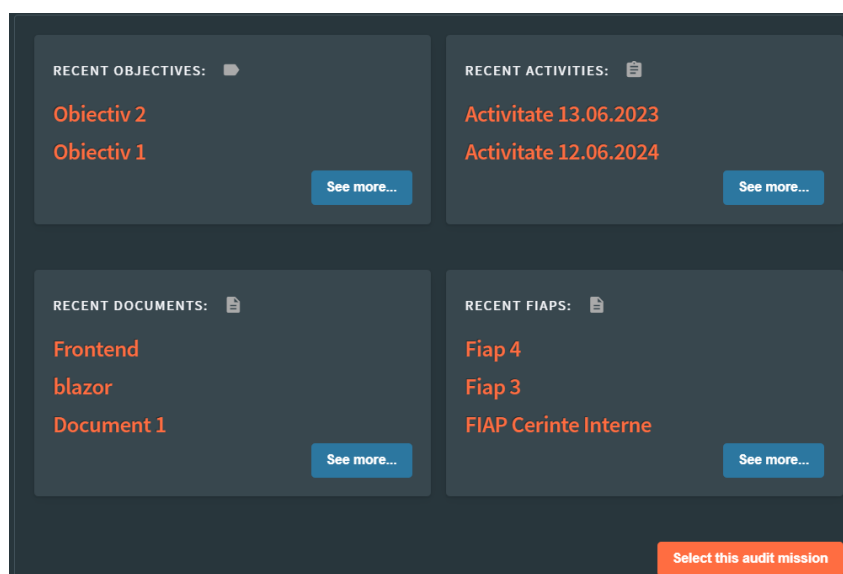 RECENT OBJECTIVES:
Obiectiv 2
Obiectiv 1
See more...
RECENT ACTIVITIES:
Activitate 13.06.2023
Activitate 12.06.2024
See more...
RECENT DOCUMENTS:
Frontend
blazor
Document 1
See more...
RECENT FIAPS:
Fiap 4
Fiap 3
FIAP Cerinte Interne
See more...
Select this audit mission